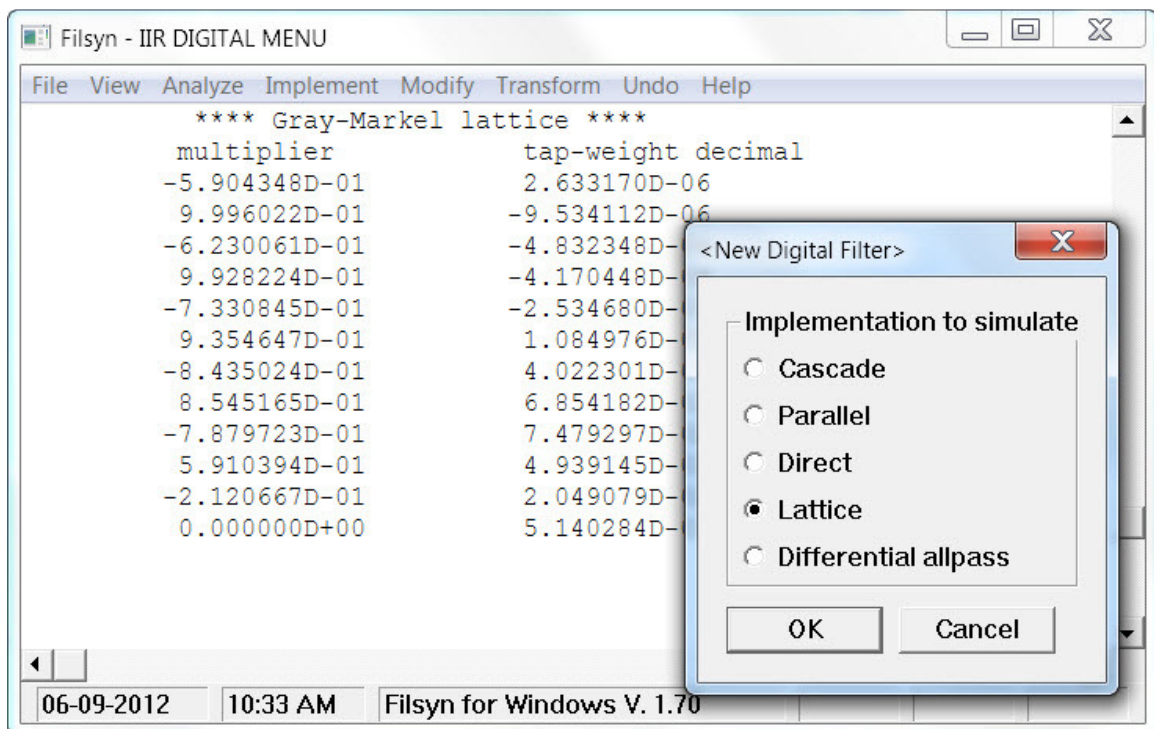 Filsyn - IIR DIGITAL MENU
File View Analyze Implement Modify Transform Undo Help
**** Gray-Markel lattice ****
multiplier tap-weight decimal
-5.904348D-01 2.633170D-06
9.996022D-01 -9.534112D-06
-6.230061D-01 -4.832348D-
9.928224D-01 -4.170448D-
-7.330845D-01 -2.534680D-
9.354647D-01 1.084976D-
-8.435024D-01 4.022301D-
8.545165D-01 6.854182D-
-7.879723D-01 7.479297D-
5.910394D-01 4.939145D-
-2.120667D-01 2.049079D-
0.000000D+00 5.140284D-
<New Digital Filter>
Implementation to simulate
Cascade
Parallel
Direct
Lattice
Differential allpass
OK Cancel
06-09-2012 10:33 AM Filsyn for Windows V. 1.70